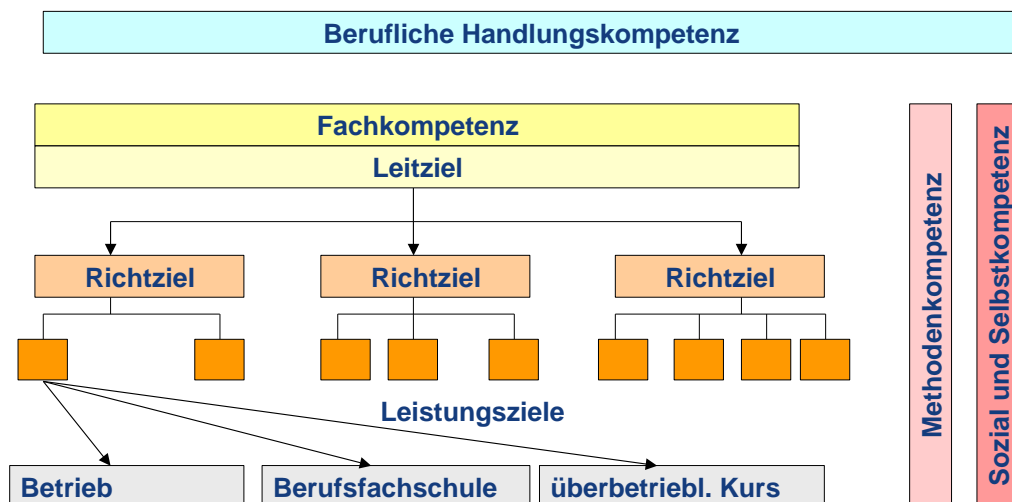 Berufliche Handlungskompetenz
Fachkompetenz
Leitziel
Richtziel
Richtziel
Richtziel
Leistungsziele
Betrieb
Berufsfachschule
überbetriebl. Kurs
Methodenkompetenz
Sozial und Selbstkompetenz